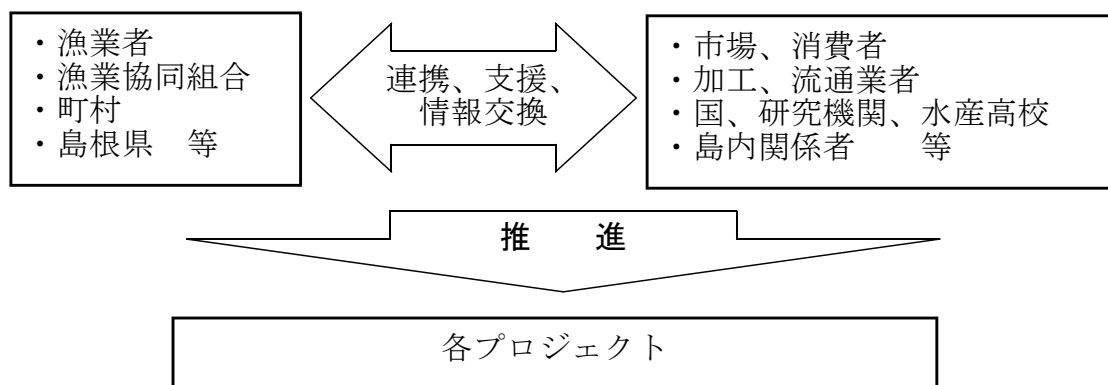 ・漁業者
・漁業協同組合
・町村
・島根県　等
連携、支援、
情報交換
・市場、消費者
・加工、流通業者
・国、研究機関、水産高校
・島内関係者　　等
推　進
各プロジェクト